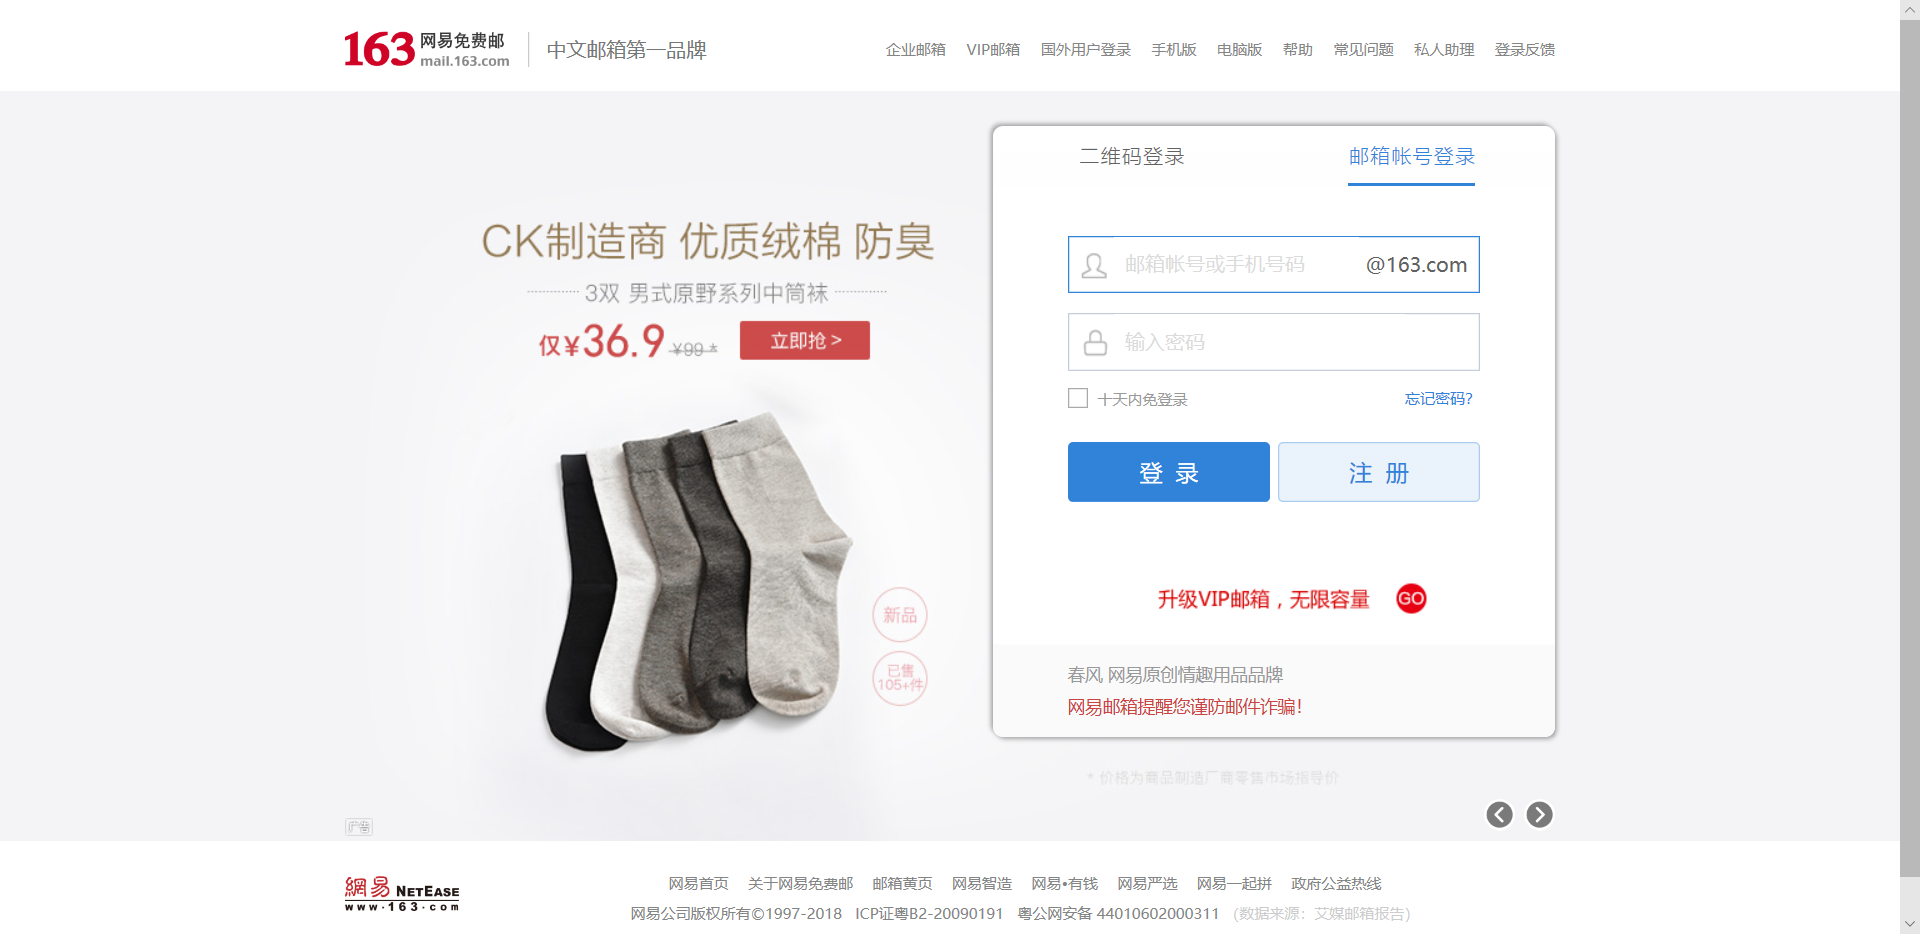 163 网易免费邮
mail.163.com
中文邮箱第一品牌
企业邮箱 VIP邮箱 国外用户登录 手机版 电脑版 帮助 常见问题 私人助理 登录反馈
二维码登录
邮箱帐号登录
CK制造商 优质绒棉 防臭
3双 男式原野系列中筒袜
仅¥36.9 ¥99 *
立即抢 >
新品
已售
105+件
邮箱帐号或手机号码 @163.com
输入密码
十天内免登录
忘记密码?
登 录
注 册
升级VIP邮箱，无限容量 GO
春风 网易原创情趣用品品牌
网易邮箱提醒您谨防邮件诈骗!
* 价格为商品制造厂商零售市场指导价
广告
網易 NETEASE
www.163.com
网易首页 关于网易免费邮 邮箱黄页 网易智造 网易•有钱 网易严选 网易一起拼 政府公益热线
网易公司版权所有©1997-2018 ICP证粤B2-20090191 粤公网安备 44010602000311 (数据来源：艾媒邮箱报告)